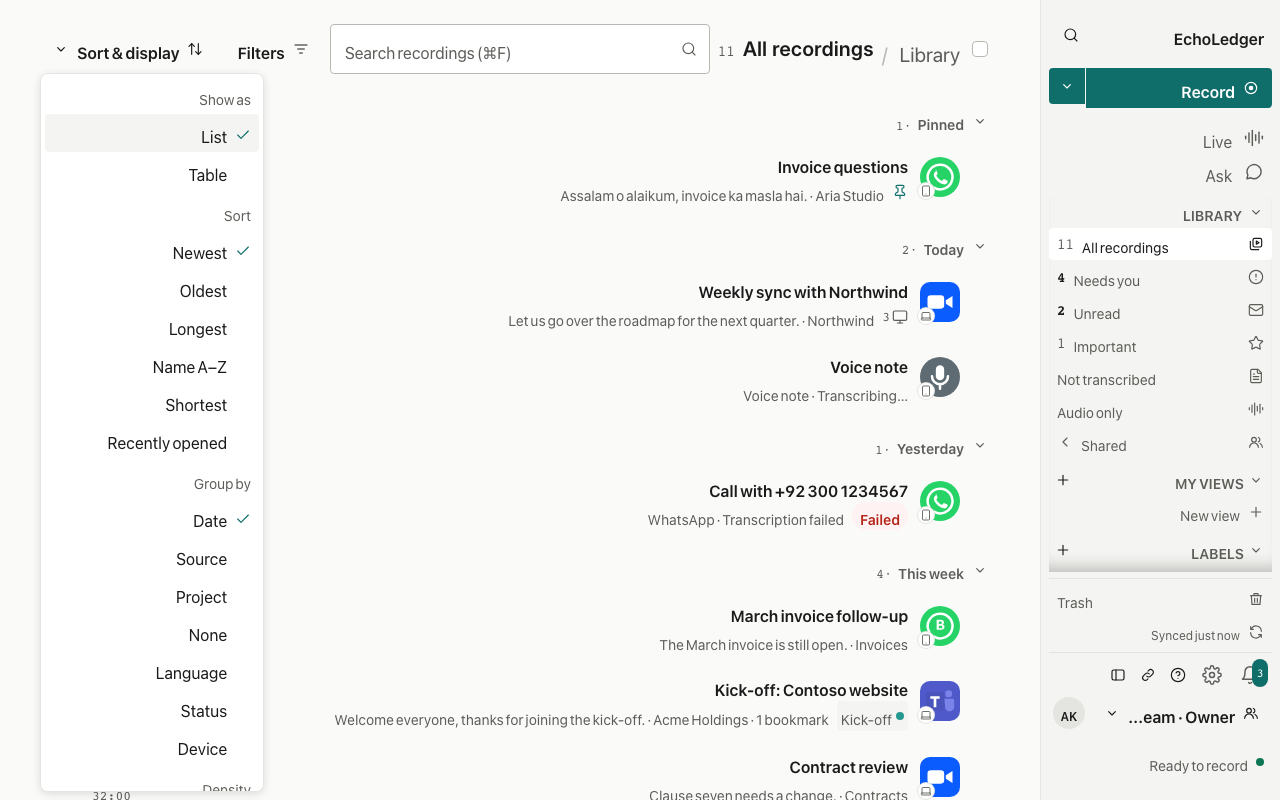 EchoLedger
Record
Live
Ask
LIBRARY
All recordings 11
Needs you 4
Unread 2
Important 1
Not transcribed
Audio only
Shared
MY VIEWS
New view
LABELS
Trash
Synced just now
3
...eam · Owner
AK
Ready to record
Library / All recordings 11
Search recordings (⌘F)
Filters
Sort & display
Pinned · 1
Invoice questions
Assalam o alaikum, invoice ka masla hai. · Aria Studio
Today · 2
Weekly sync with Northwind
Let us go over the roadmap for the next quarter. · Northwind 3
Voice note
Voice note · Transcribing...
Yesterday · 1
Call with +92 300 1234567
WhatsApp · Transcription failed Failed
This week · 4
March invoice follow-up
The March invoice is still open. · Invoices
Kick-off: Contoso website
Welcome everyone, thanks for joining the kick-off. · Acme Holdings · 1 bookmark Kick-off
Contract review
Clause seven needs a change. · Contracts
32:00
Show as
List
Table
Sort
Newest
Oldest
Longest
Name A–Z
Shortest
Recently opened
Group by
Date
Source
Project
None
Language
Status
Device
Density